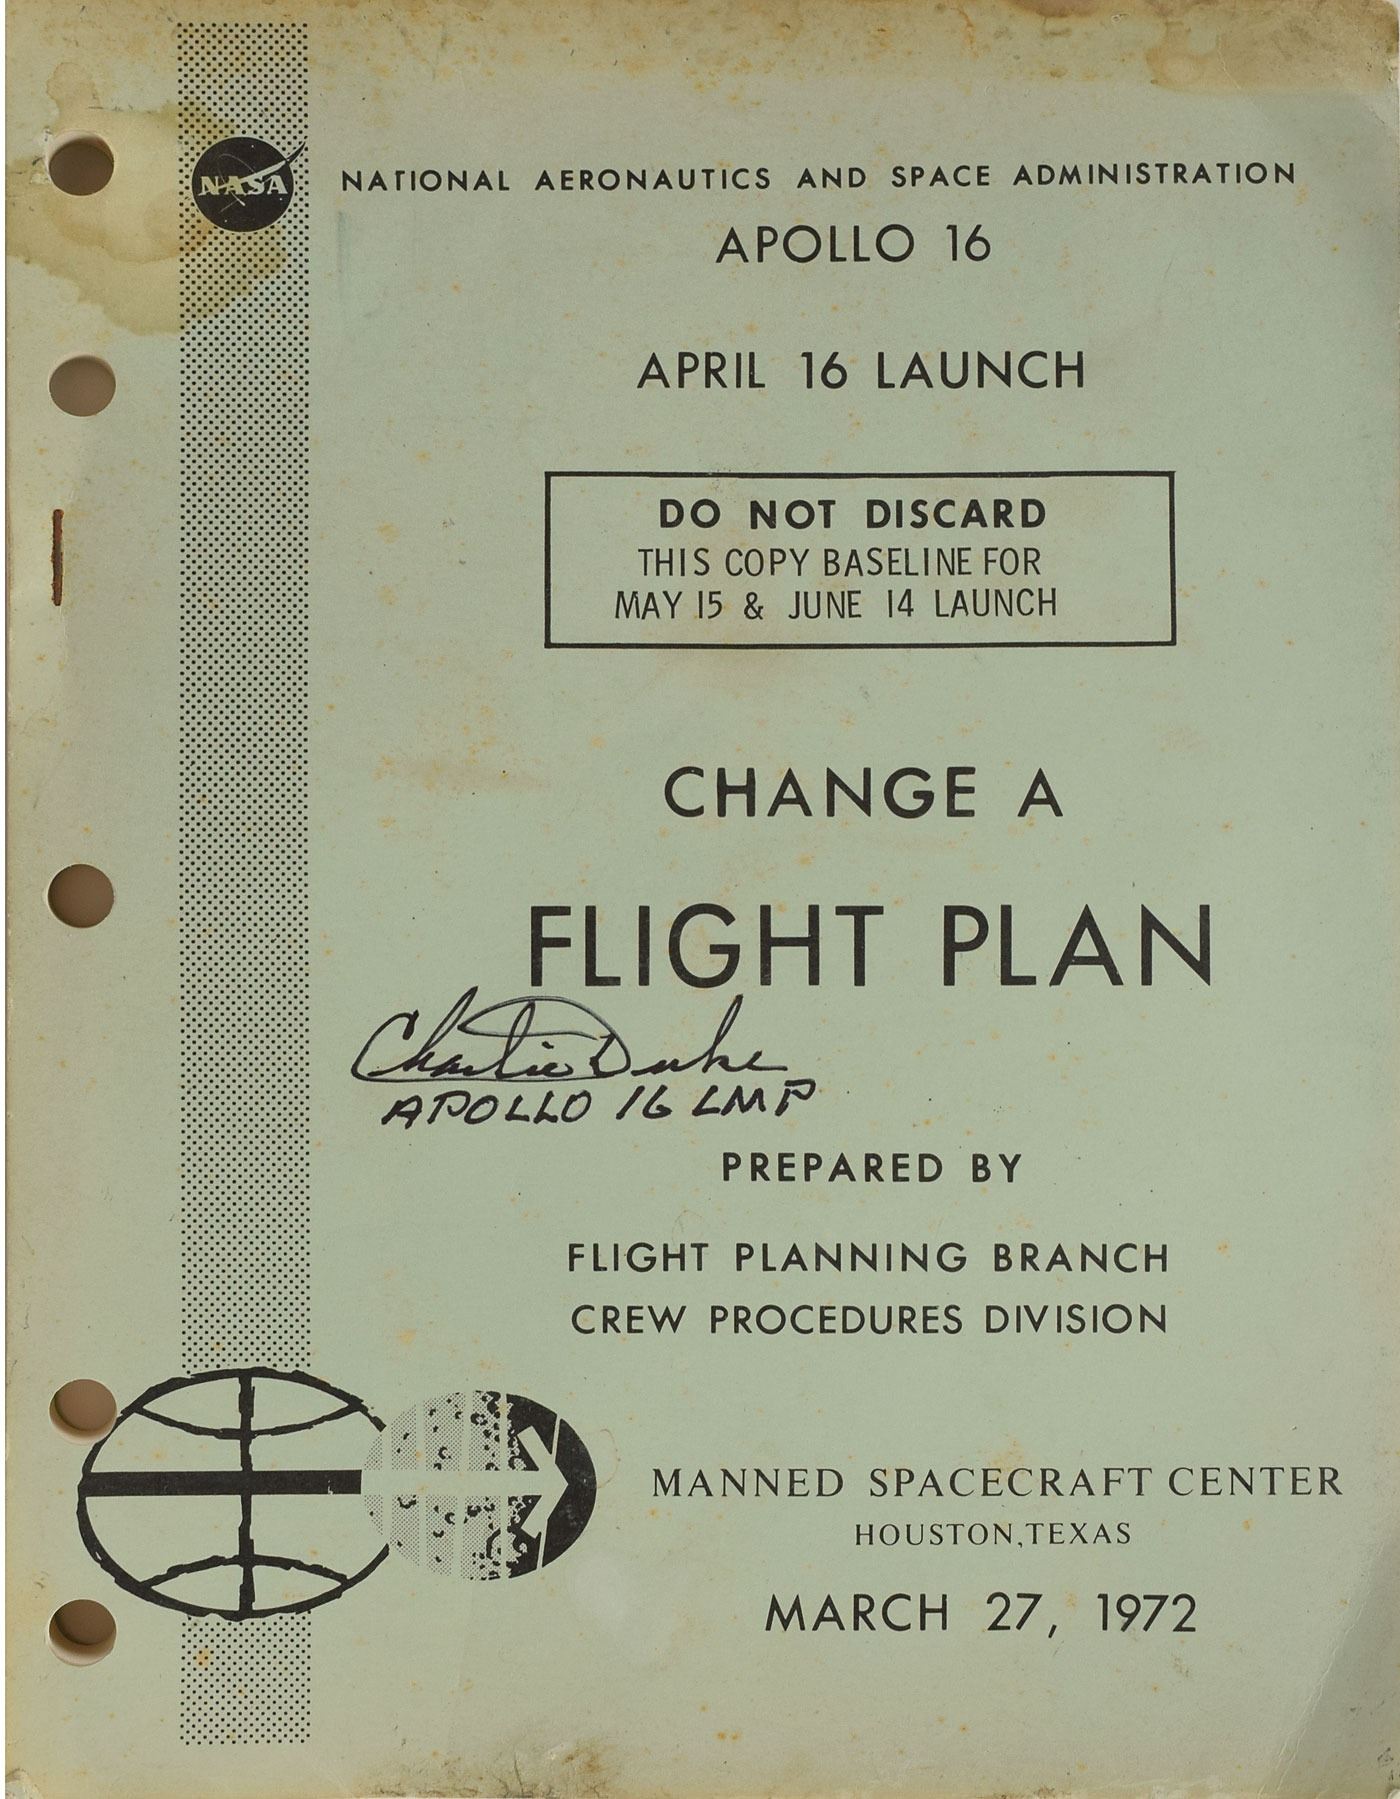 NASA
NATIONAL AERONAUTICS AND SPACE ADMINISTRATION
APOLLO 16
APRIL 16 LAUNCH
DO NOT DISCARD
THIS COPY BASELINE FOR
MAY 15 & JUNE 14 LAUNCH
CHANGE A
FLIGHT PLAN
Charlie Duke
APOLLO 16 LMP
PREPARED BY
FLIGHT PLANNING BRANCH
CREW PROCEDURES DIVISION
MANNED SPACECRAFT CENTER
HOUSTON, TEXAS
MARCH 27, 1972